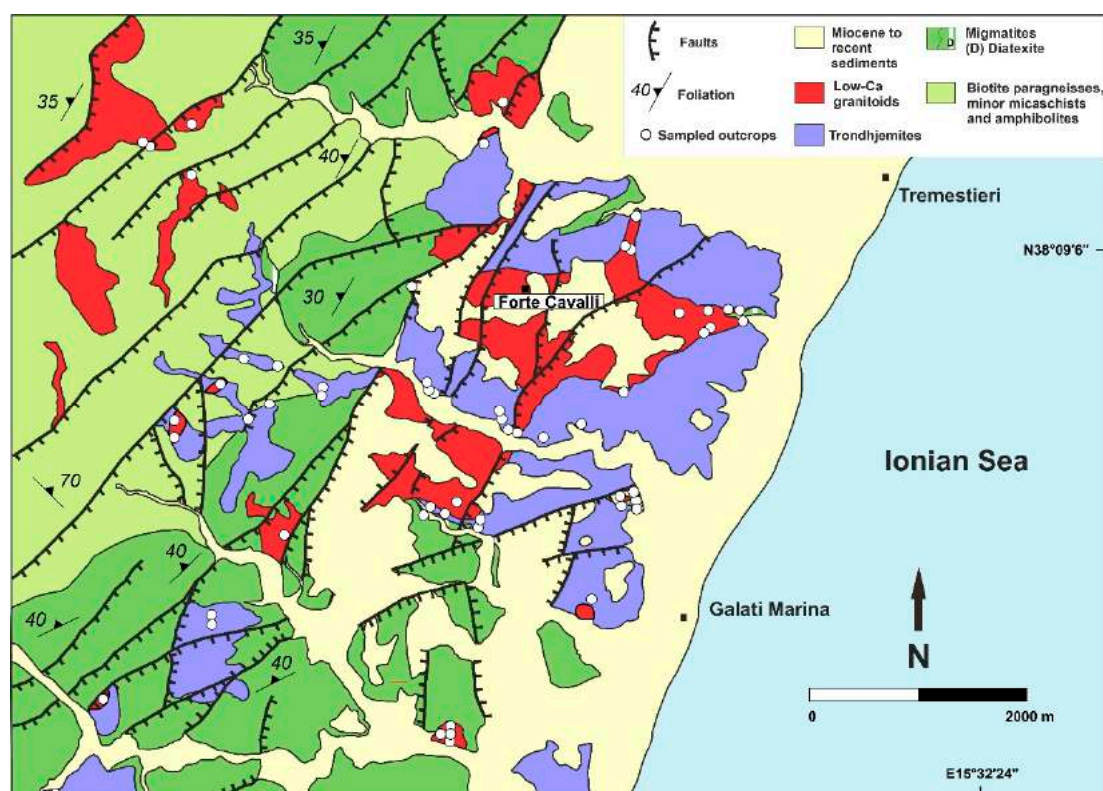 Faults
40
Foliation
Sampled outcrops
Miocene to
recent
sediments
Low-Ca
granitoids
Trondhjemites
D
Migmatites
(D) Diatexite
Biotite paragneisses,
minor micaschists
and amphibolites
35
35
40
Tremestieri
N38°09'6"
30
Forte Cavalli
Ionian Sea
70
40
40
40
Galati Marina
N
0
2000 m
E15°32'24"